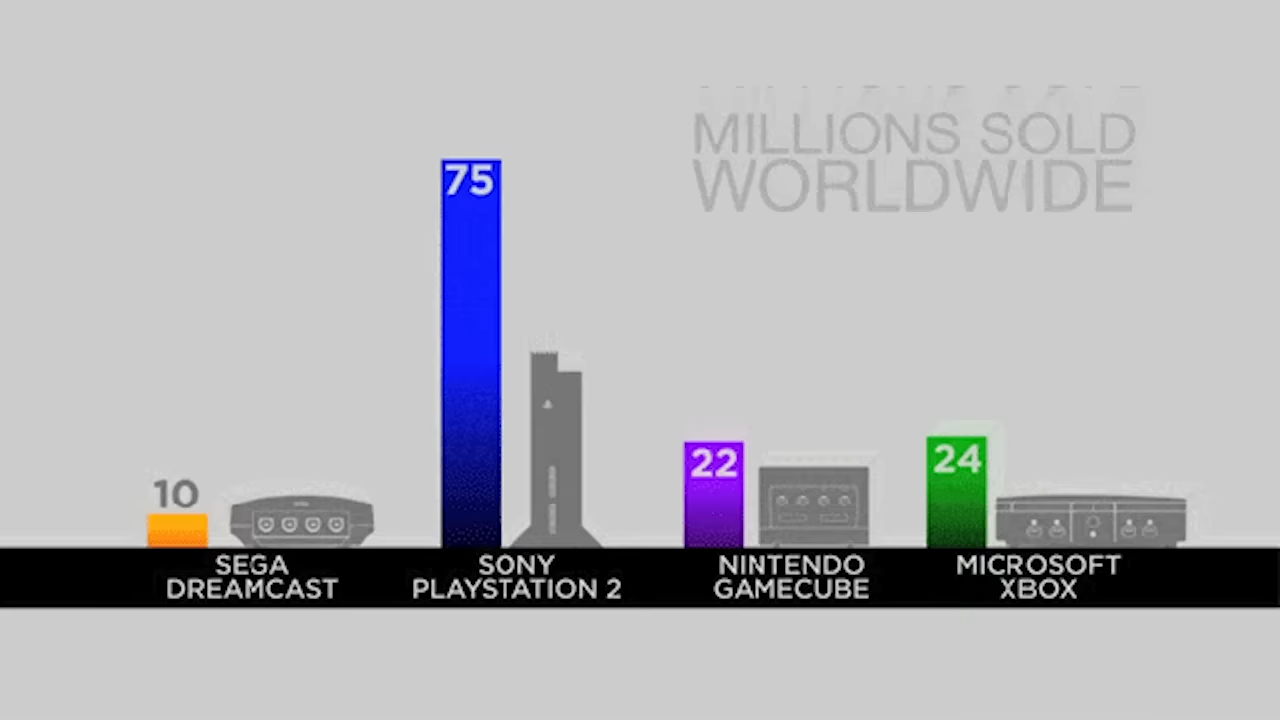 MILLIONS SOLD
WORLDWIDE
75
22
24
10
SEGA
DREAMCAST
SONY
PLAYSTATION 2
NINTENDO
GAMECUBE
MICROSOFT
XBOX